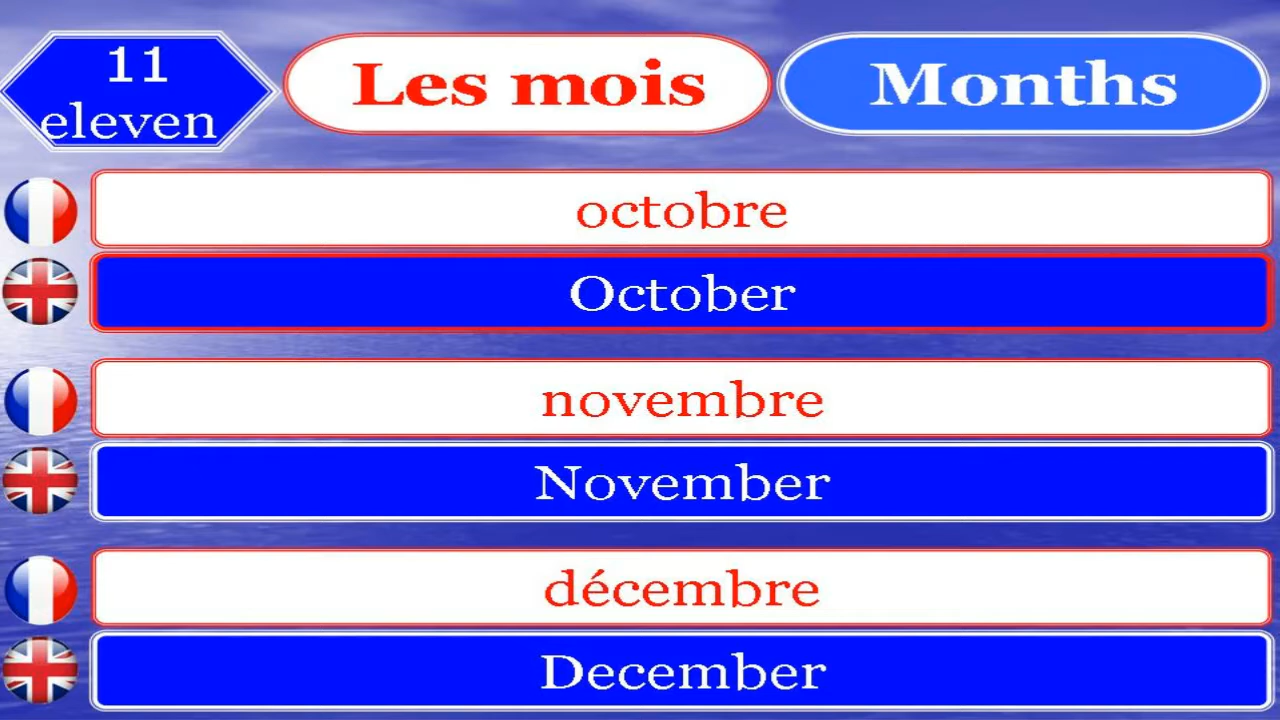 11
eleven
Les mois
Months
octobre
October
novembre
November
décembre
December